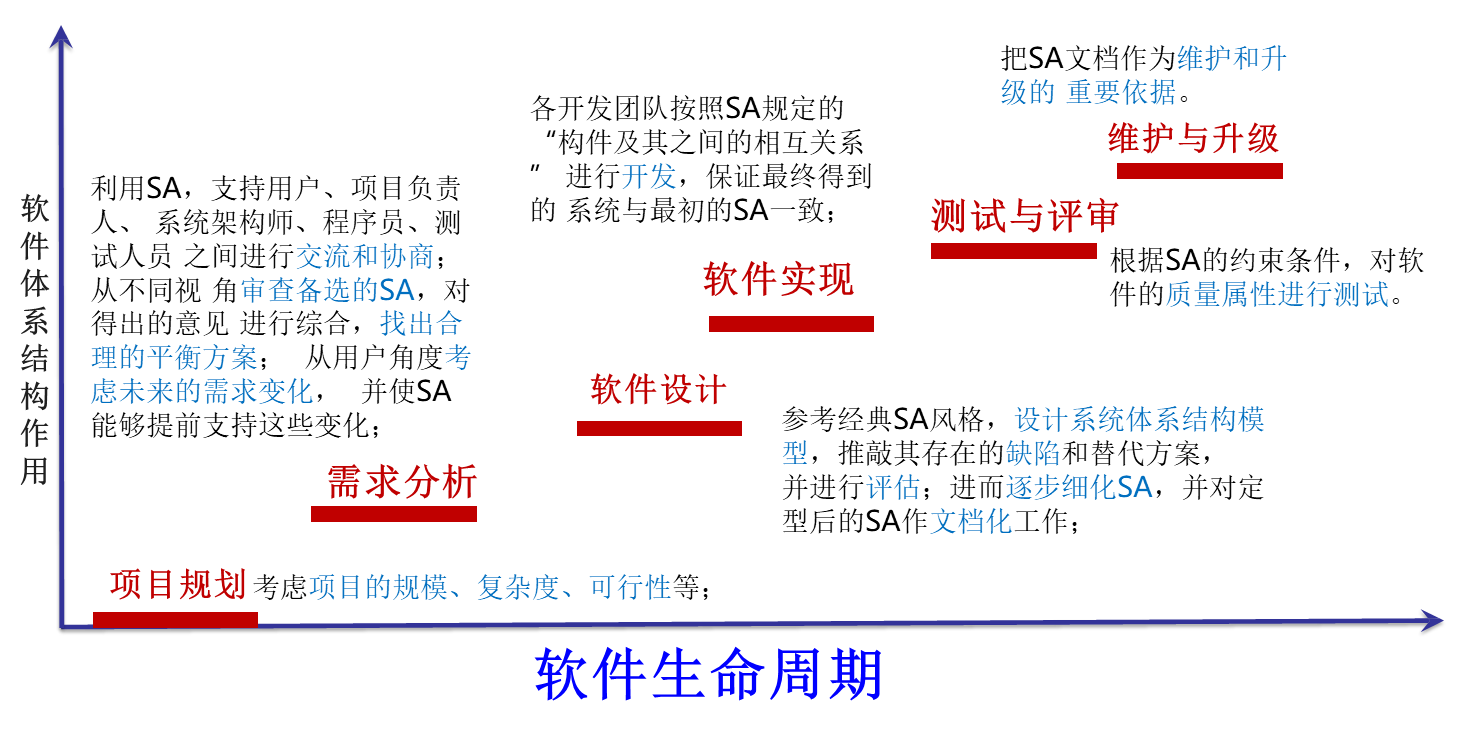 把SA文档作为维护和升
级的 重要依据。
维护与升级
各开发团队按照SA规定的
“构件及其之间的相互关系
” 进行开发，保证最终得到
的 系统与最初的SA一致；
测试与评审
根据SA的约束条件，对软
件的质量属性进行测试。
软件体系结构作用
利用SA，支持用户、项目负责
人、 系统架构师、程序员、测
试人员 之间进行交流和协商；
从不同视 角审查备选的SA，对
得出的意见 进行综合，找出合
理的平衡方案； 从用户角度考
虑未来的需求变化， 并使SA
能够提前支持这些变化；
软件实现
软件设计
参考经典SA风格，设计系统体系结构模
型，推敲其存在的缺陷和替代方案，
并进行评估；进而逐步细化SA，并对定
型后的SA作文档化工作；
需求分析
项目规划
考虑项目的规模、复杂度、可行性等；
软件生命周期